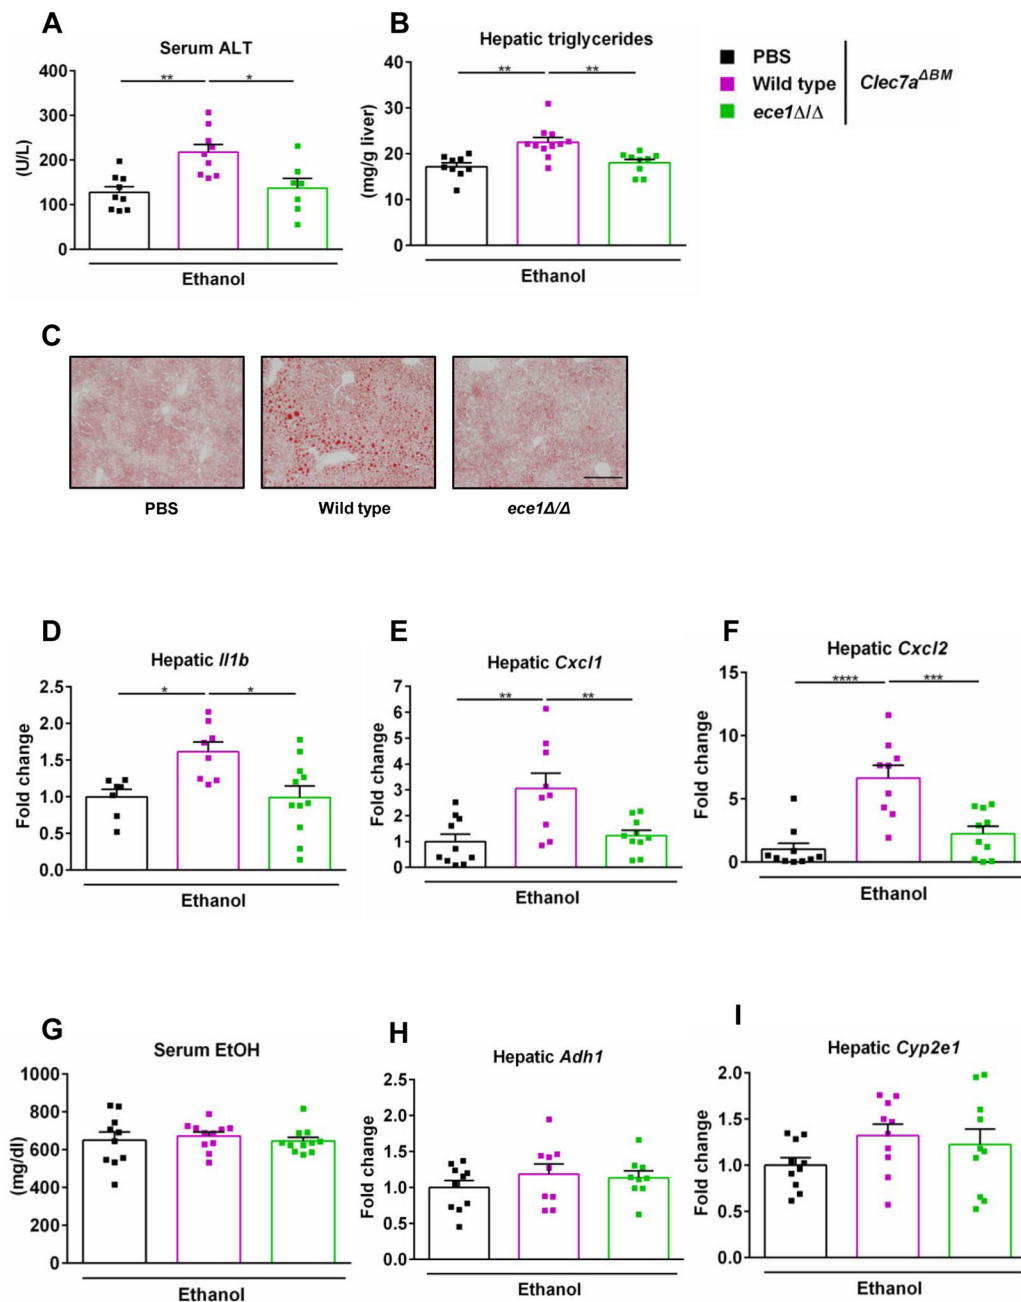 A
Serum ALT
(U/L)
400
300
200
100
0
**
*
Ethanol
B
Hepatic triglycerides
(mg/g liver)
40
30
20
10
0
**
**
Ethanol
PBS
Wild type
ece1Δ/Δ
Clec7a^ΔBM
C
PBS
Wild type
ece1Δ/Δ
D
Hepatic Il1b
Fold change
2.5
2.0
1.5
1.0
0.5
0.0
*
*
Ethanol
E
Hepatic Cxcl1
Fold change
7
6
5
4
3
2
1
0
**
**
Ethanol
F
Hepatic Cxcl2
Fold change
15
10
5
0
****
***
Ethanol
G
Serum EtOH
(mg/dl)
1000
800
600
400
200
0
Ethanol
H
Hepatic Adh1
Fold change
2.5
2.0
1.5
1.0
0.5
0.0
Ethanol
I
Hepatic Cyp2e1
Fold change
2.0
1.5
1.0
0.5
0.0
Ethanol